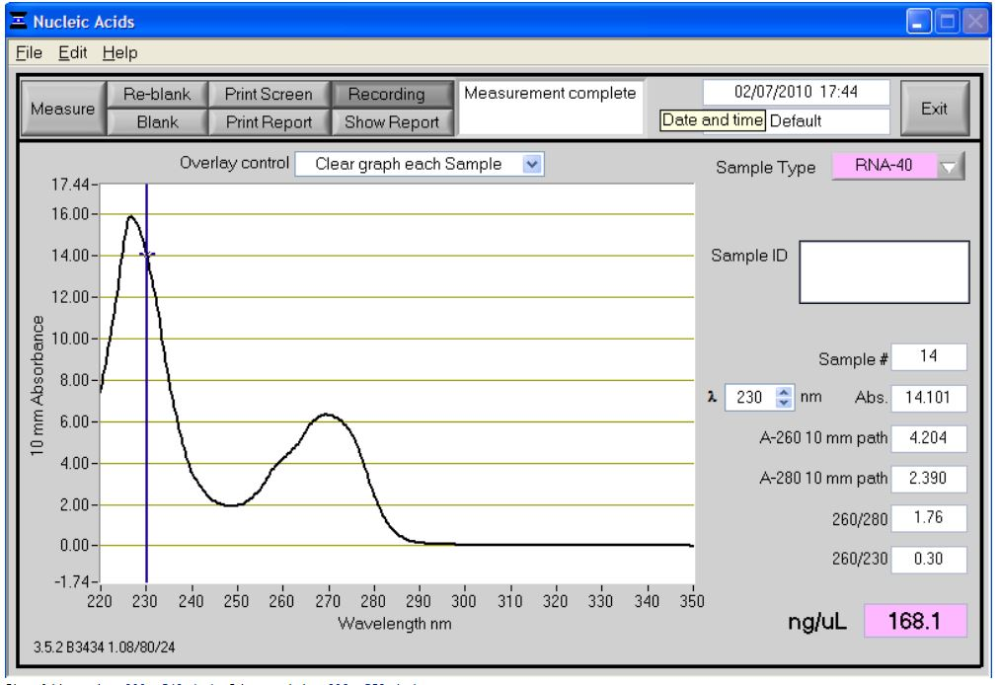 Nucleic Acids
File Edit Help
Measure
Re-blank
Print Screen
Recording
Measurement complete
02/07/2010 17:44
Exit
Blank
Print Report
Show Report
Date and time
Default
Overlay control
Clear graph each Sample
Sample Type
RNA-40
17.44
16.00
14.00
12.00
10.00
8.00
6.00
4.00
2.00
0.00
-1.74
10 mm Absorbance
220 230 240 250 260 270 280 290 300 310 320 330 340 350
Wavelength nm
Sample ID
Sample # 14
λ 230 nm Abs. 14.101
A-260 10 mm path 4.204
A-280 10 mm path 2.390
260/280 1.76
260/230 0.30
ng/uL 168.1
3.5.2 B3434 1.08/80/24